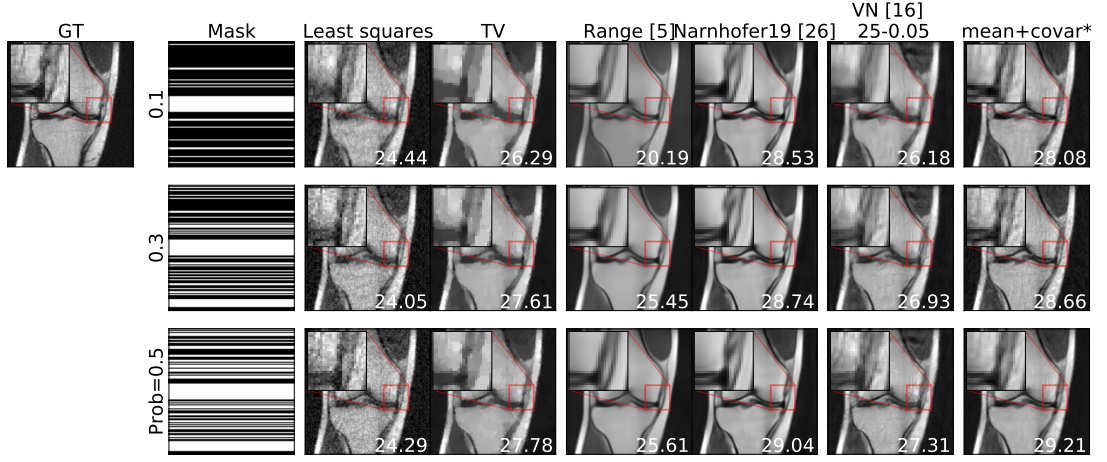 GT
Mask
Least squares
TV
Range [5]
Narnhofer19 [26]
VN [16]
25-0.05
mean+covar*
0.1
24.44
26.29
20.19
28.53
26.18
28.08
0.3
24.05
27.61
25.45
28.74
26.93
28.66
Prob=0.5
24.29
27.78
25.61
29.04
27.31
29.21